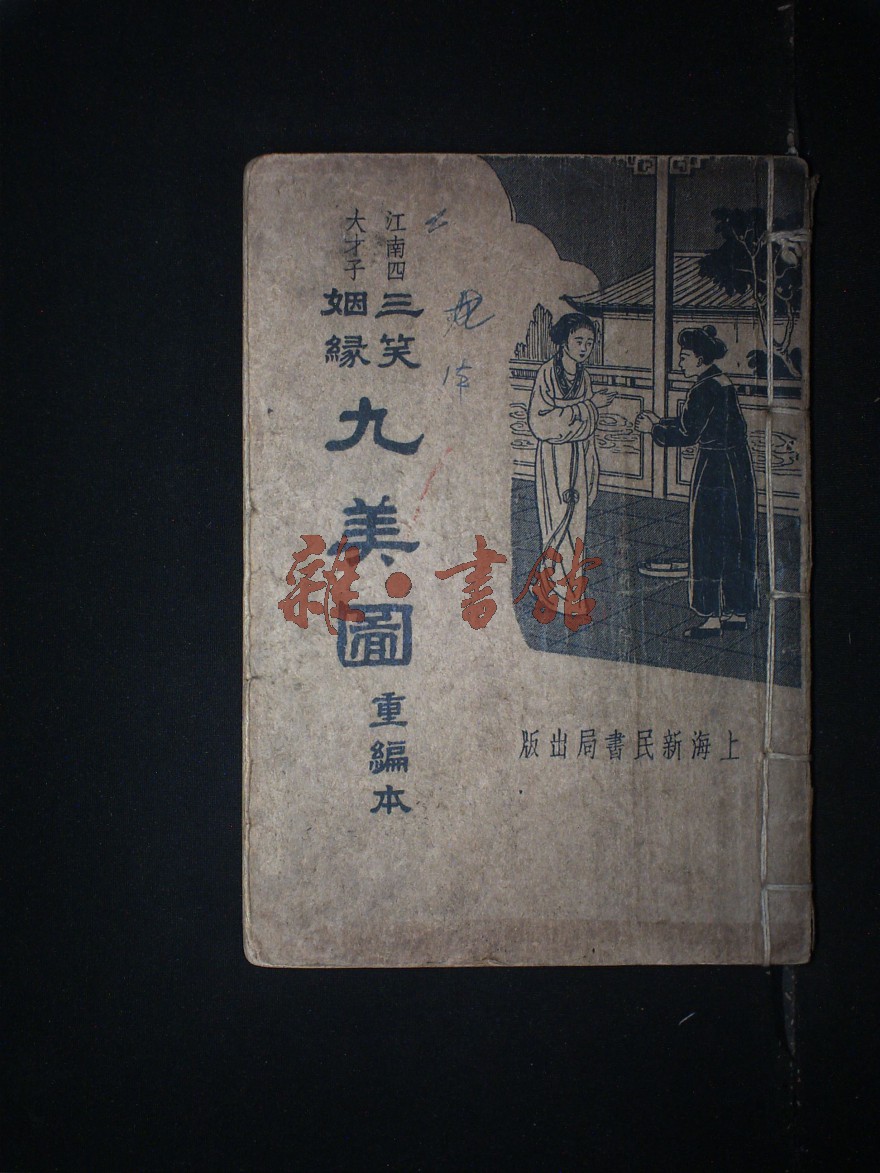 江南四
大才子
三笑
姻緣
九美圖
重編本
上海新民書局出版
雜·書館